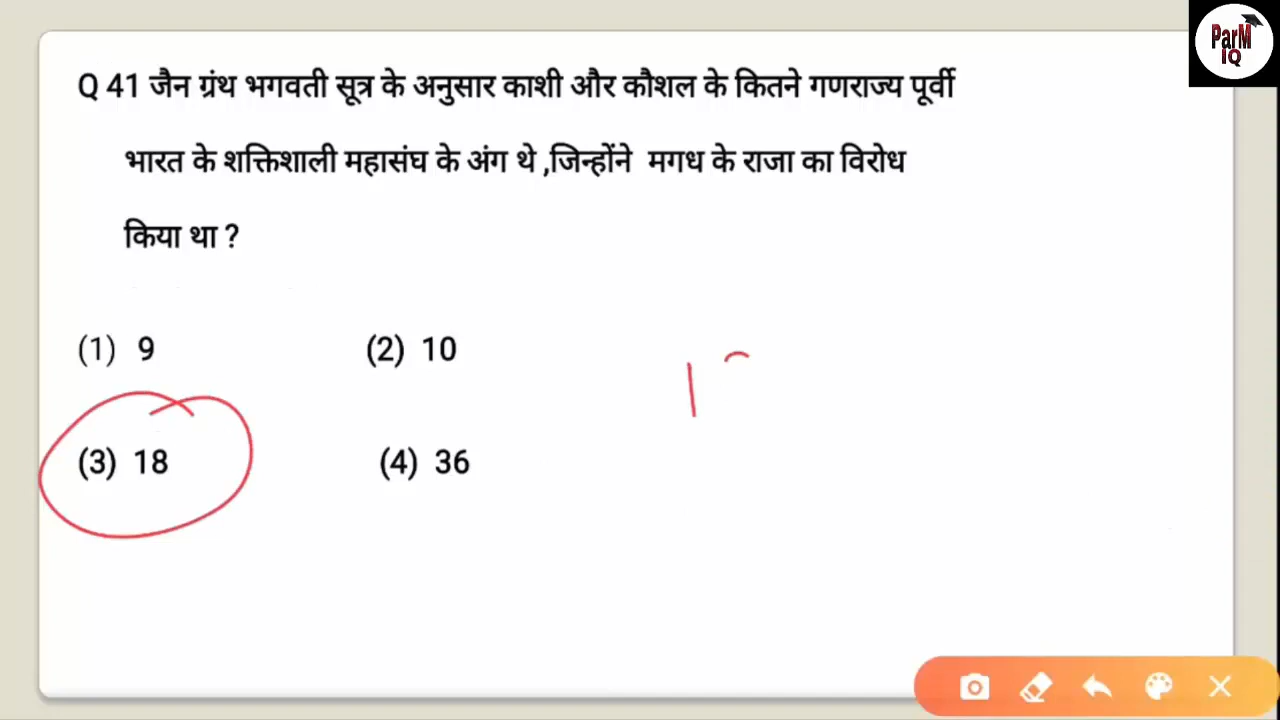 ParM
IQ
Q 41 जैन ग्रंथ भगवती सूत्र के अनुसार काशी और कौशल के कितने गणराज्य पूर्वी
भारत के शक्तिशाली महासंघ के अंग थे ,जिन्होंने मगध के राजा का विरोध
किया था ?
(1) 9 (2) 10
(3) 18 (4) 36